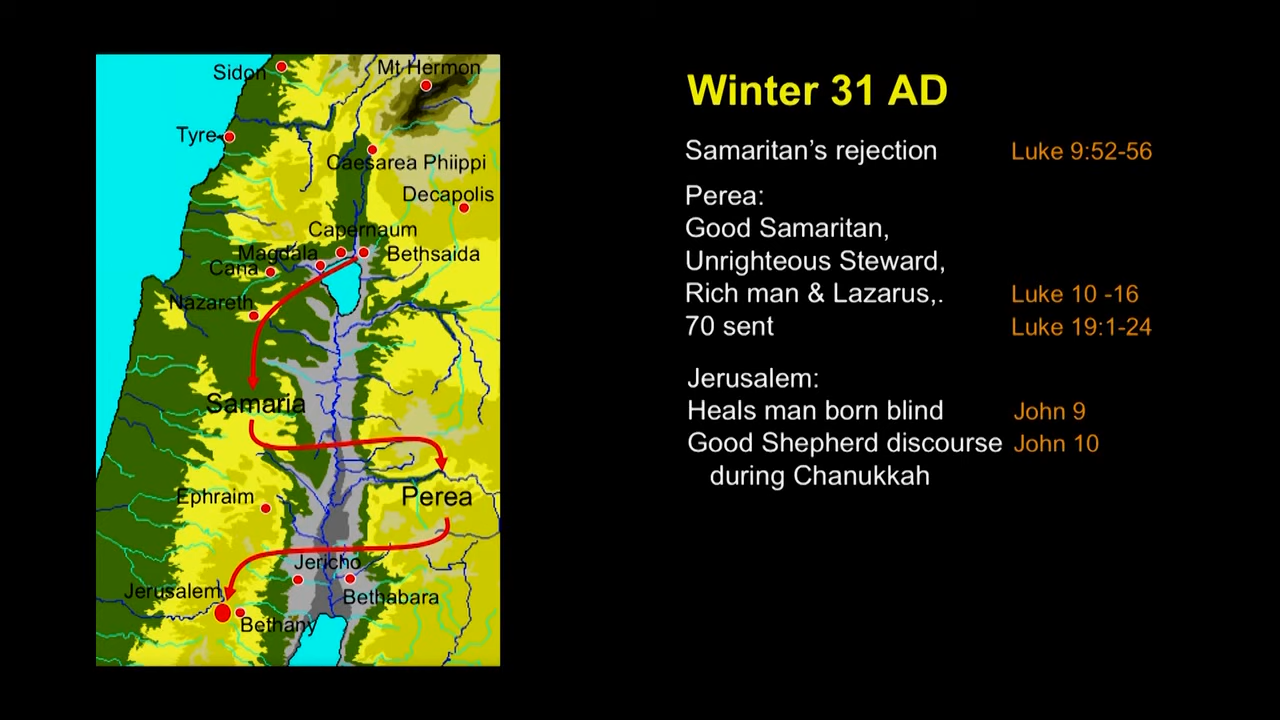 Sidon
Mt Hermon
Tyre
Caesarea Phiippi
Decapolis
Capernaum
Magdala
Bethsaida
Cana
Nazareth
Samaria
Ephraim
Perea
Jericho
Jerusalem
Bethabara
Bethany
Winter 31 AD
Samaritan's rejection Luke 9:52-56
Perea:
Good Samaritan,
Unrighteous Steward,
Rich man & Lazarus,. Luke 10 -16
70 sent Luke 19:1-24
Jerusalem:
Heals man born blind John 9
Good Shepherd discourse John 10
during Chanukkah